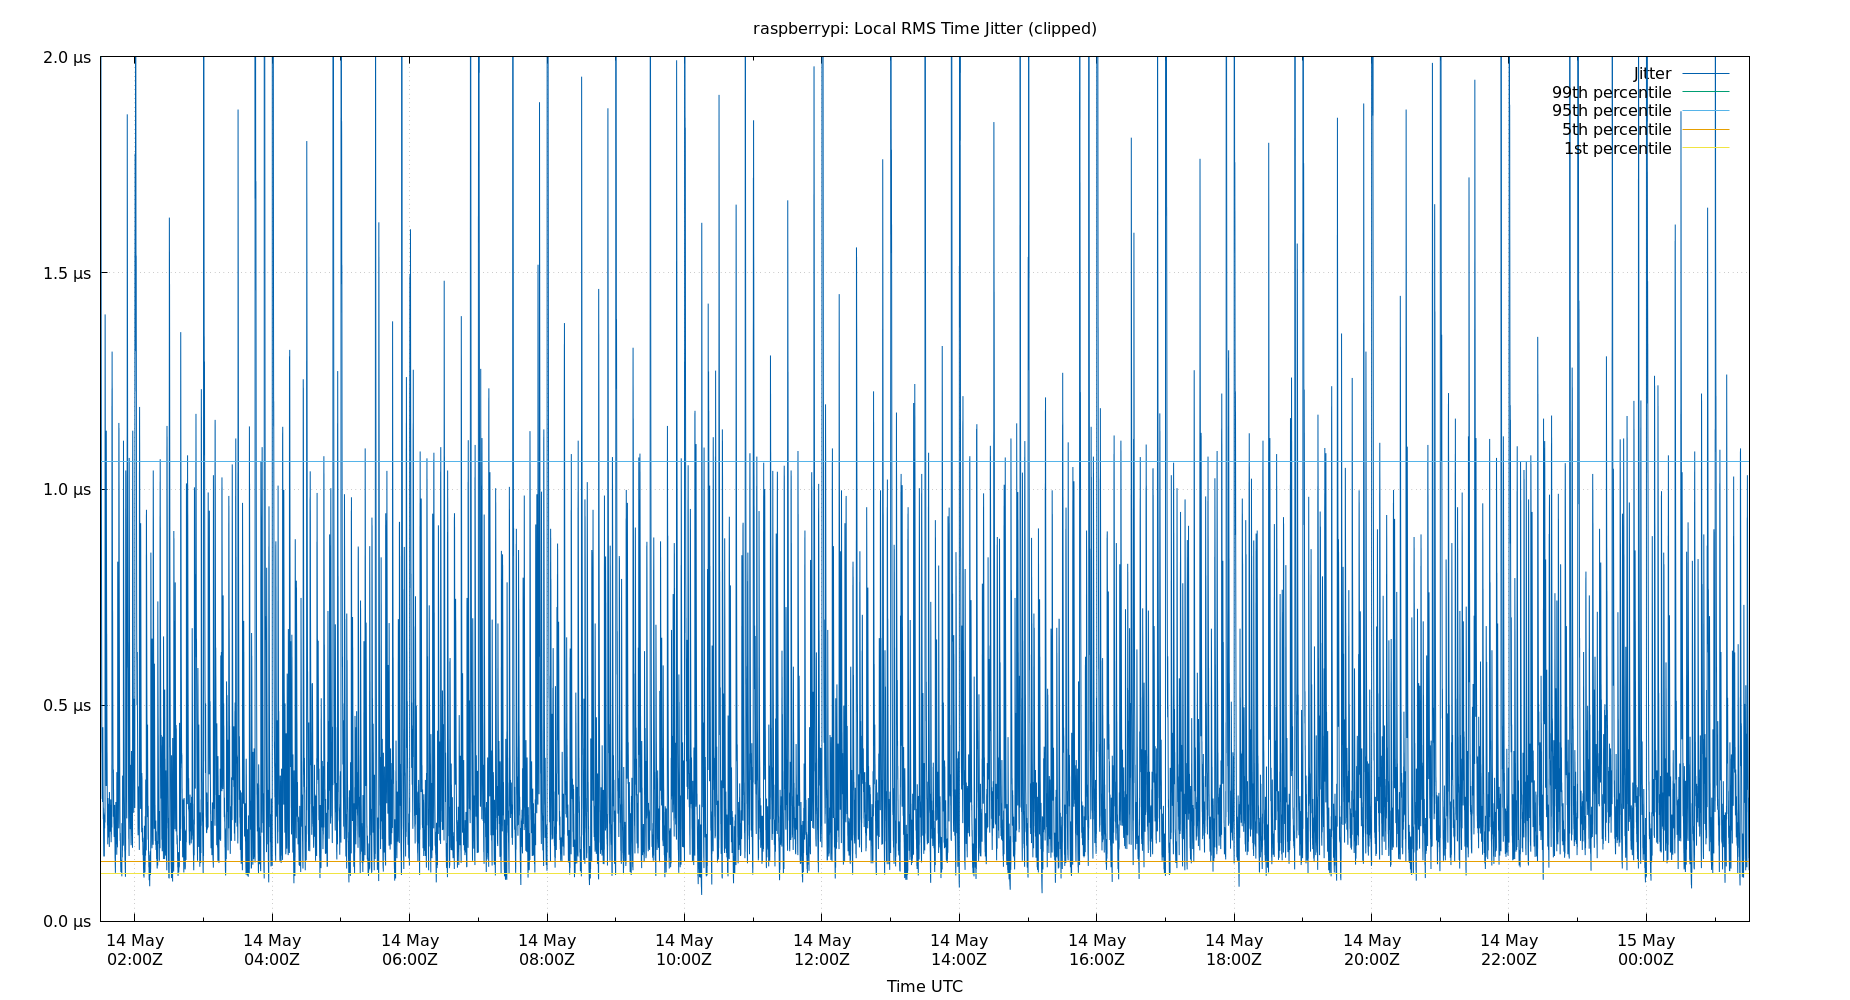 raspberrypi: Local RMS Time Jitter (clipped)
2.0 µs
1.5 µs
1.0 µs
0.5 µs
0.0 µs
Jitter
99th percentile
95th percentile
5th percentile
1st percentile
14 May 14 May 14 May 14 May 14 May 14 May 14 May 14 May 14 May 14 May 14 May 15 May
02:00Z 04:00Z 06:00Z 08:00Z 10:00Z 12:00Z 14:00Z 16:00Z 18:00Z 20:00Z 22:00Z 00:00Z
Time UTC